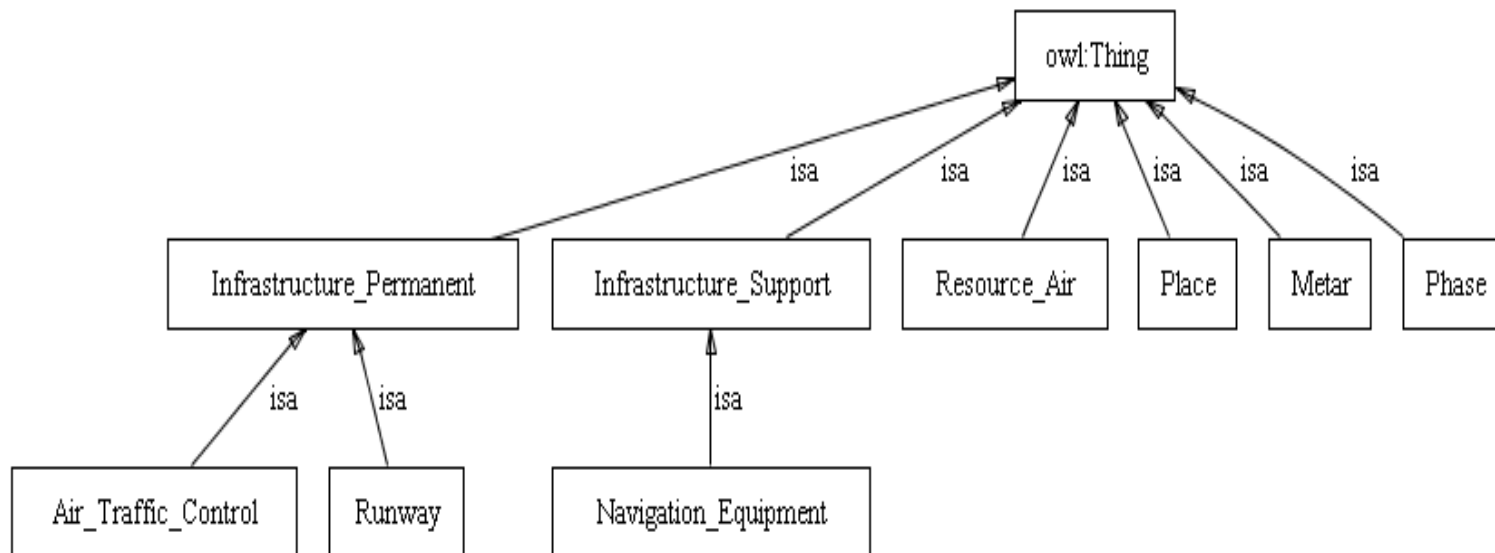 owl:Thing
isa
isa
isa
isa
isa
isa
Infrastructure_Permanent
Infrastructure_Support
Resource_Air
Place
Metar
Phase
isa
isa
isa
Air_Traffic_Control
Runway
Navigation_Equipment